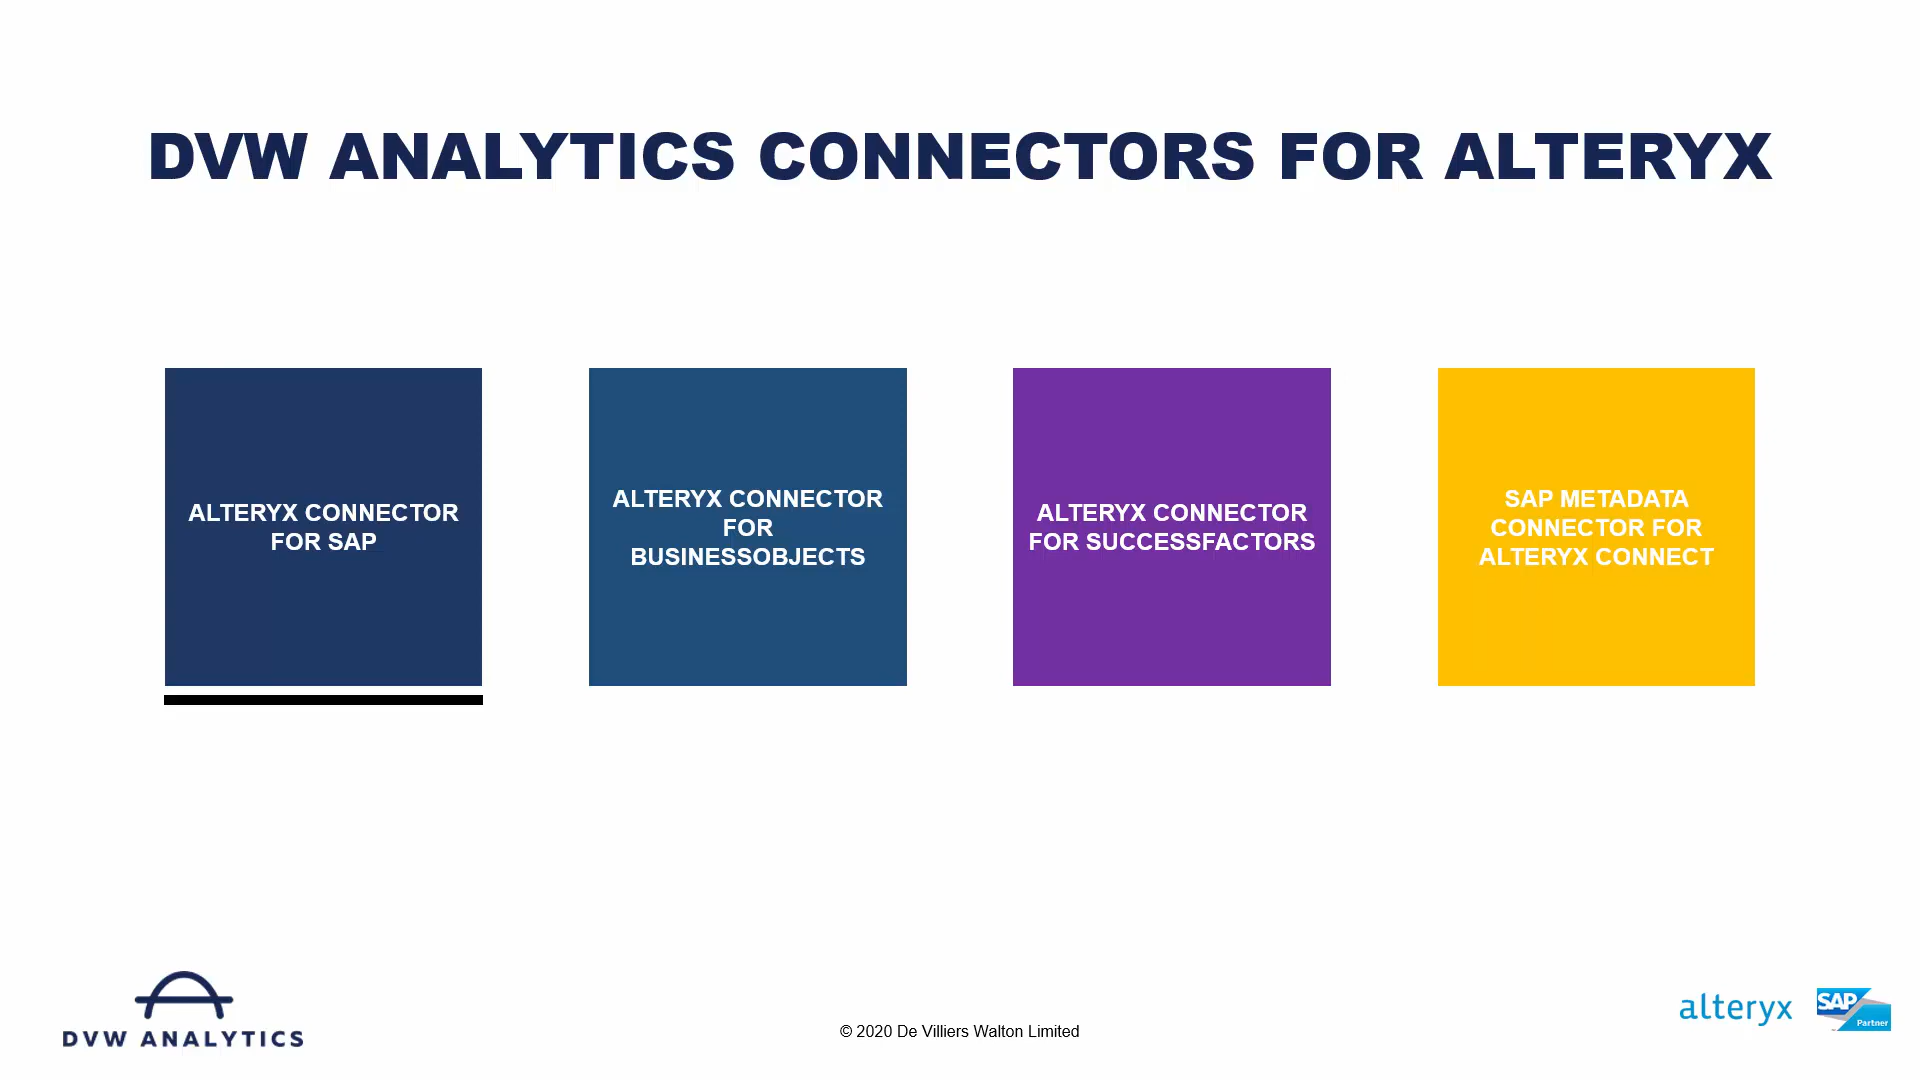 DVW ANALYTICS CONNECTORS FOR ALTERYX
ALTERYX CONNECTOR
FOR SAP
ALTERYX CONNECTOR
FOR
BUSINESSOBJECTS
ALTERYX CONNECTOR
FOR SUCCESSFACTORS
SAP METADATA
CONNECTOR FOR
ALTERYX CONNECT
DVW ANALYTICS
© 2020 De Villiers Walton Limited
alteryx
SAP
Partner